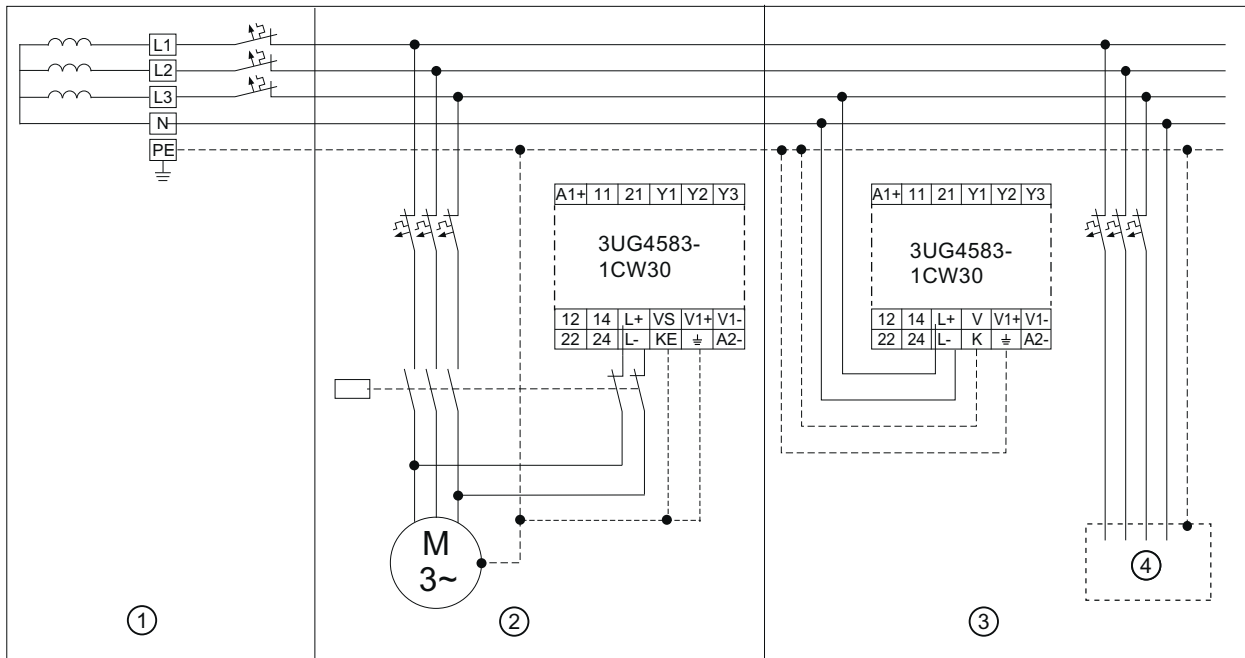 L1
L2
L3
N
PE
A1+ 11 21 Y1 Y2 Y3
3UG4583-
1CW30
12 14 L+ VS V1+ V1-
22 24 L- KE A2-
M
3~
A1+ 11 21 Y1 Y2 Y3
3UG4583-
1CW30
12 14 L+ V V1+ V1-
22 24 L- K A2-
4
1
2
3